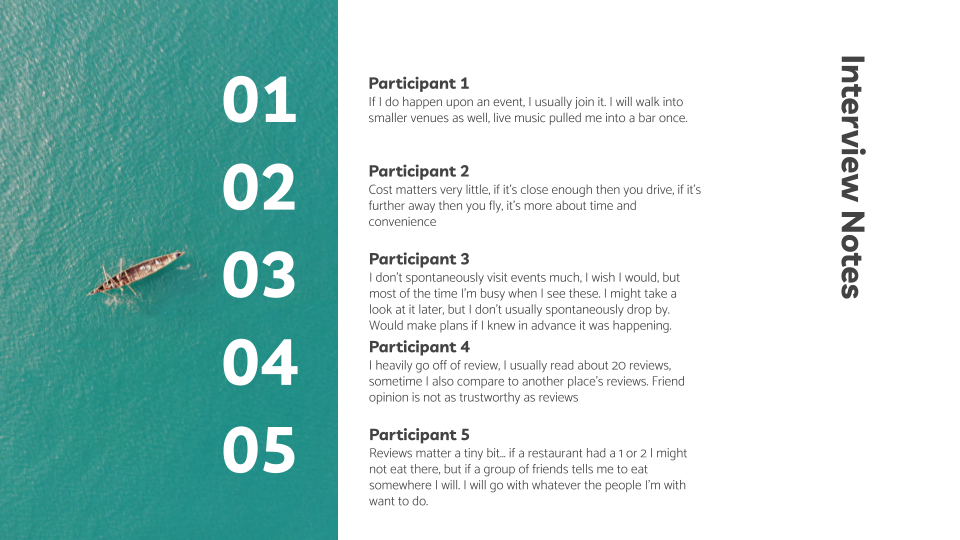 Interview Notes
01
Participant 1
If I do happen upon an event, I usually join it. I will walk into
smaller venues as well, live music pulled me into a bar once.
02
Participant 2
Cost matters very little, if it's close enough then you drive, if it's
further away then you fly, it's more about time and
convenience
03
Participant 3
I don't spontaneously visit events much, I wish I would, but
most of the time I'm busy when I see these. I might take a
look at it later, but I don't usually spontaneously drop by.
Would make plans if I knew in advance it was happening.
04
Participant 4
I heavily go off of review, I usually read about 20 reviews,
sometime I also compare to another place's reviews. Friend
opinion is not as trustworthy as reviews
05
Participant 5
Reviews matter a tiny bit... if a restaurant had a 1 or 2 I might
not eat there, but if a group of friends tells me to eat
somewhere I will. I will go with whatever the people I'm with
want to do.